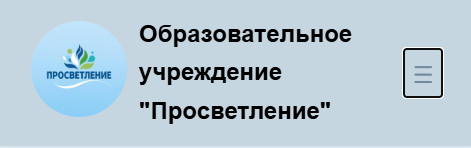 ПРОСВЕТЛЕНИЕ
Образовательное
учреждение
"Просветление"